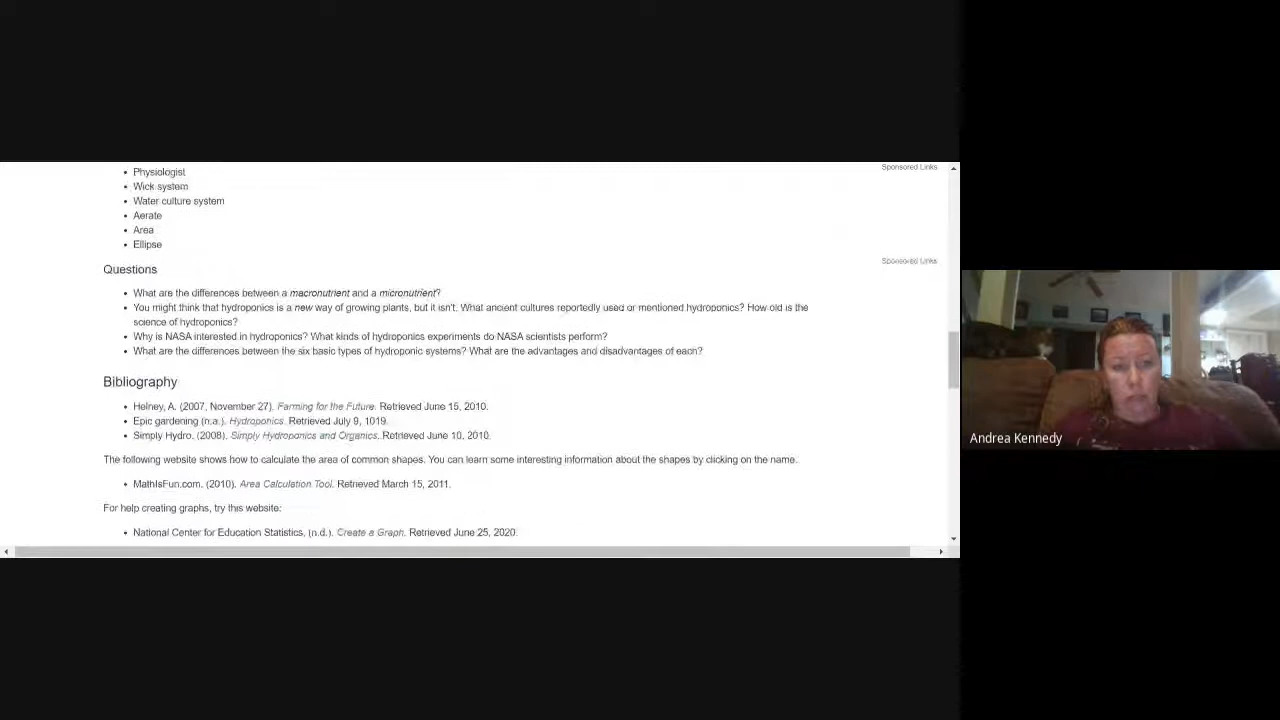 Physiologist
Sponsored Links
Wick system
Water culture system
Aerate
Area
Ellipse
Sponsored Links
Questions
What are the differences between a macronutrient and a micronutrient?
You might think that hydroponics is a new way of growing plants, but it isn't. What ancient cultures reportedly used or mentioned hydroponics? How old is the
science of hydroponics?
Why is NASA interested in hydroponics? What kinds of hydroponics experiments do NASA scientists perform?
What are the differences between the six basic types of hydroponic systems? What are the advantages and disadvantages of each?
Bibliography
Helney, A. (2007, November 27). Farming for the Future. Retrieved June 15, 2010.
Epic gardening (n.a.). Hydroponics. Retrieved July 9, 1019.
Simply Hydro. (2008). Simply Hydroponics and Organics. Retrieved June 10, 2010.
The following website shows how to calculate the area of common shapes. You can learn some interesting information about the shapes by clicking on the name.
MathIsFun.com. (2010). Area Calculation Tool. Retrieved March 15, 2011.
For help creating graphs, try this website:
National Center for Education Statistics, (n.d.). Create a Graph. Retrieved June 25, 2020.
Andrea Kennedy